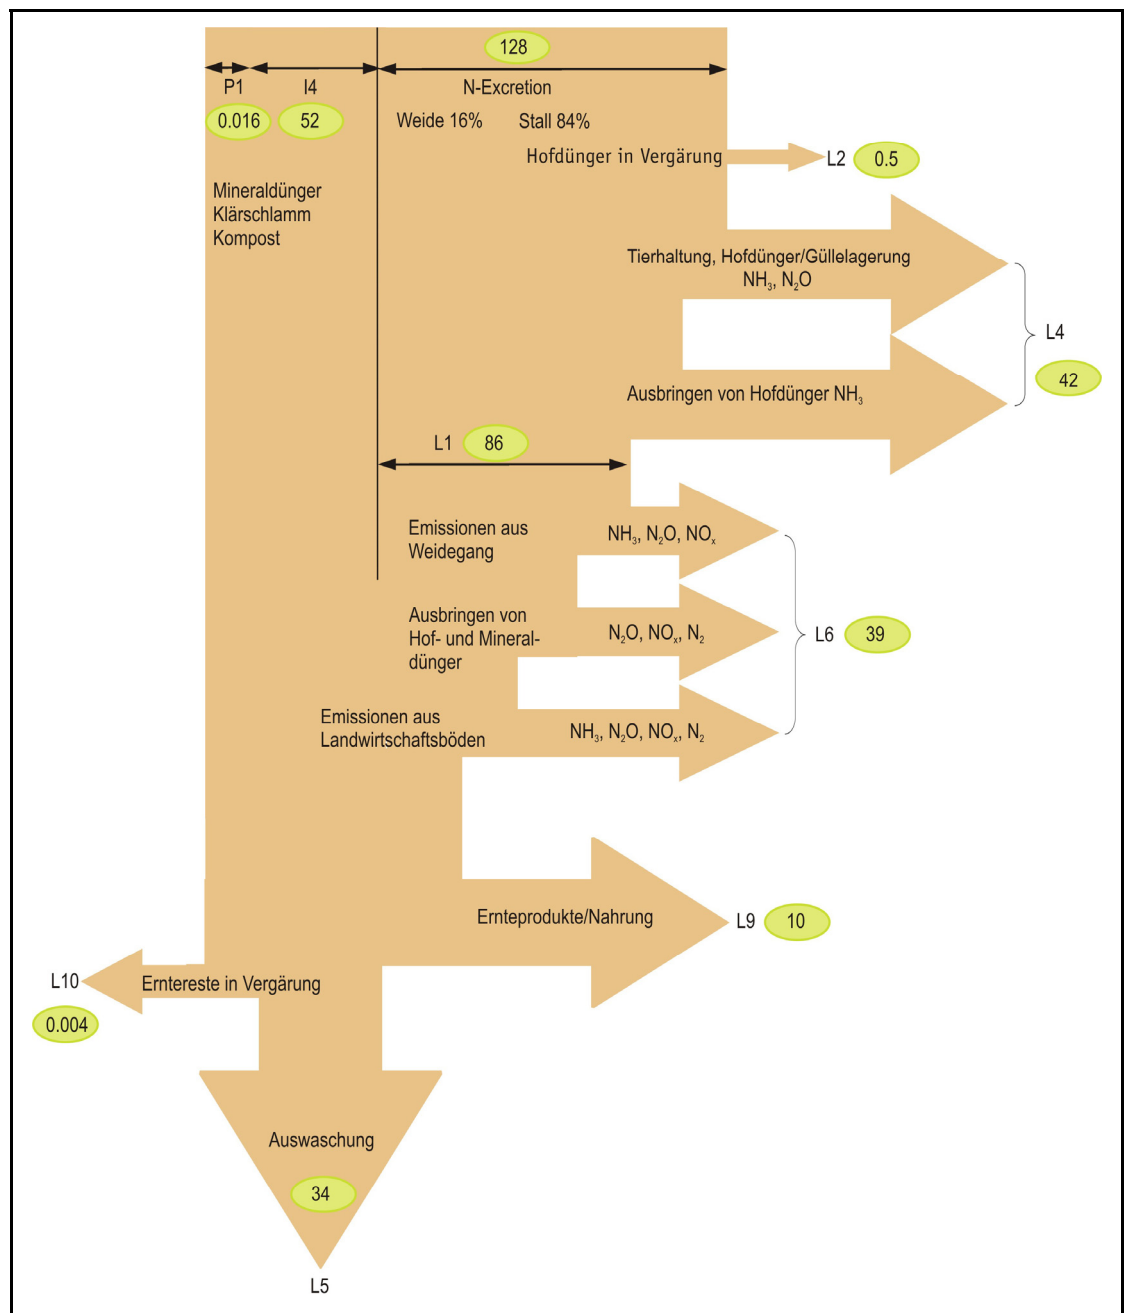 128
P1
I4
N-Excretion
0.016
52
Weide 16%
Stall 84%
Hofdünger in Vergärung
L2
0.5
Mineraldünger
Klärschlamm
Kompost
Tierhaltung, Hofdünger/Güllelagerung
NH₃, N₂O
L4
42
Ausbringen von Hofdünger NH₃
L1
86
Emissionen aus
Weidegang
NH₃, N₂O, NOₓ
Ausbringen von
Hof- und Mineral-
dünger
N₂O, NOₓ, N₂
L6
39
Emissionen aus
Landwirtschaftsböden
NH₃, N₂O, NOₓ, N₂
Ernteprodukte/Nahrung
L9
10
L10
Erntereste in Vergärung
0.004
Auswaschung
34
L5